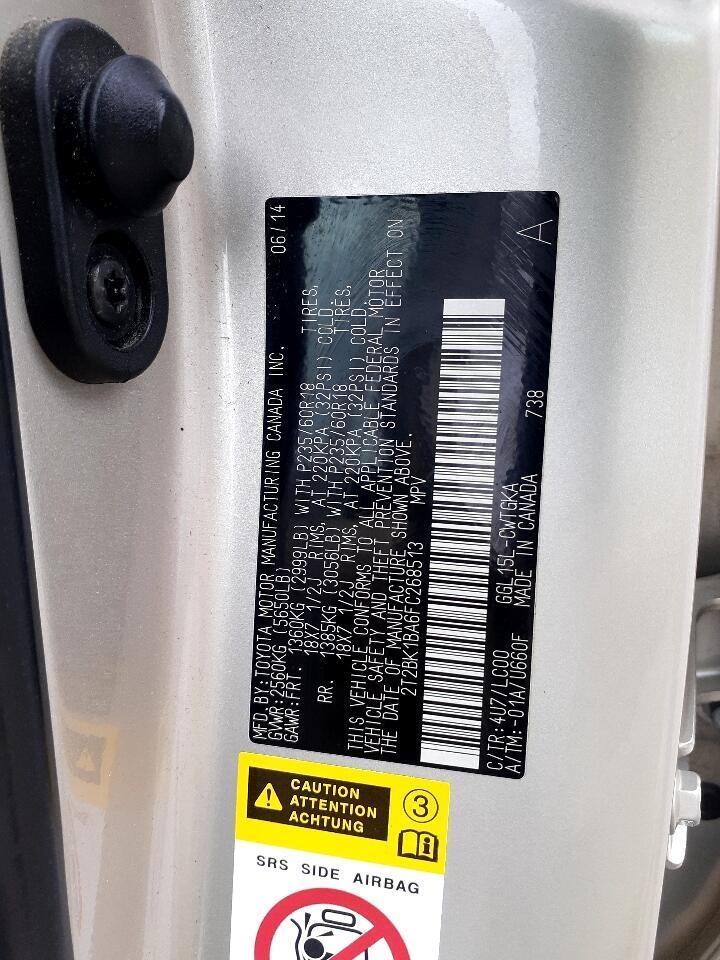 MFD.BY:TOYOTA MOTOR MANUFACTURING CANADA INC. 06/14
GVWR:2560KG (5650LB)
GAWR:FRT. 1360KG (2999LB) WITH P235/60R18 TIRES,
18X7 1/2J RIMS, AT 220KPA (32PSI) COLD.
RR. 1385KG (3056LB) WITH P235/60R18 TIRES,
18X7 1/2J RIMS, AT 220KPA (32PSI) COLD.
THIS VEHICLE CONFORMS TO ALL APPLICABLE FEDERAL MOTOR
VEHICLE SAFETY AND THEFT PREVENTION STANDARDS IN EFFECT ON
THE DATE OF MANUFACTURE SHOWN ABOVE.
2T2BK1BA6FC268513 MPV
C/TR:4U7/LC00 GGL15L-CWTGKA 738
A/TM:-01A/U660F MADE IN CANADA A
CAUTION
ATTENTION
ACHTUNG
3
SRS SIDE AIRBAG